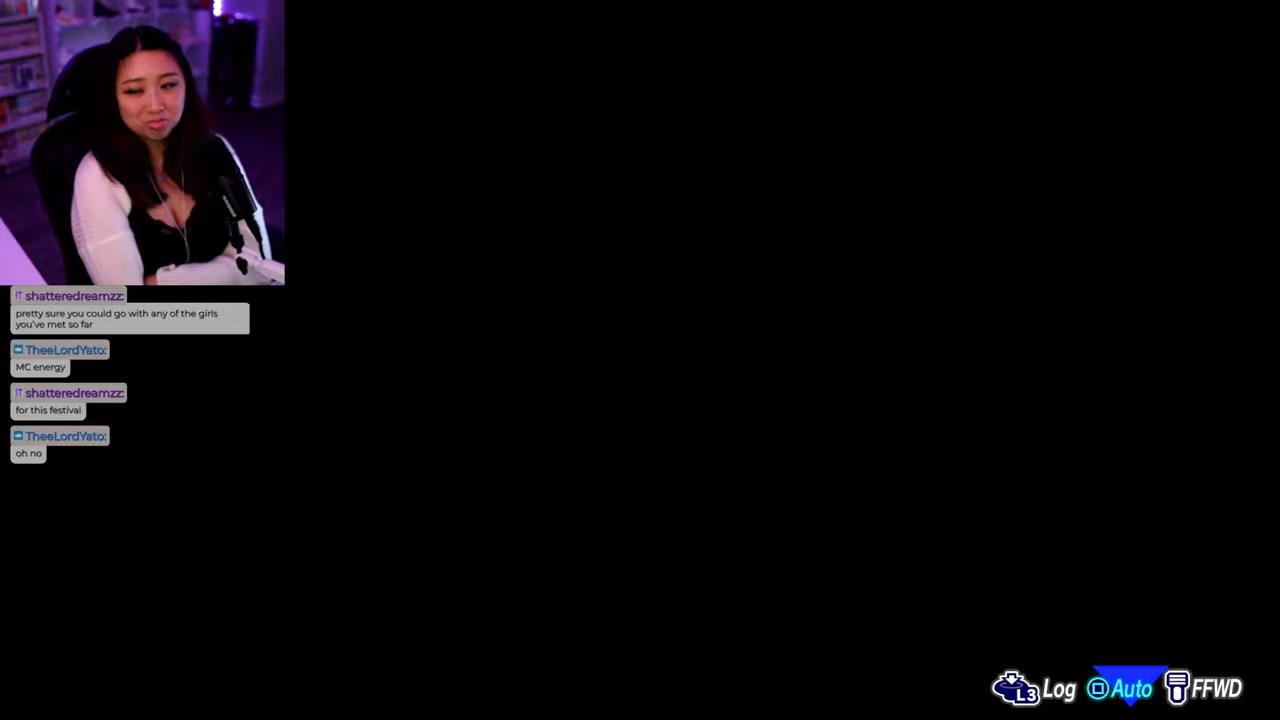 shatteredreamzz:
pretty sure you could go with any of the girls
you've met so far
TheeLordYato:
MC energy
shatteredreamzz:
for this festival
TheeLordYato:
oh no
L3 Log Auto FFWD